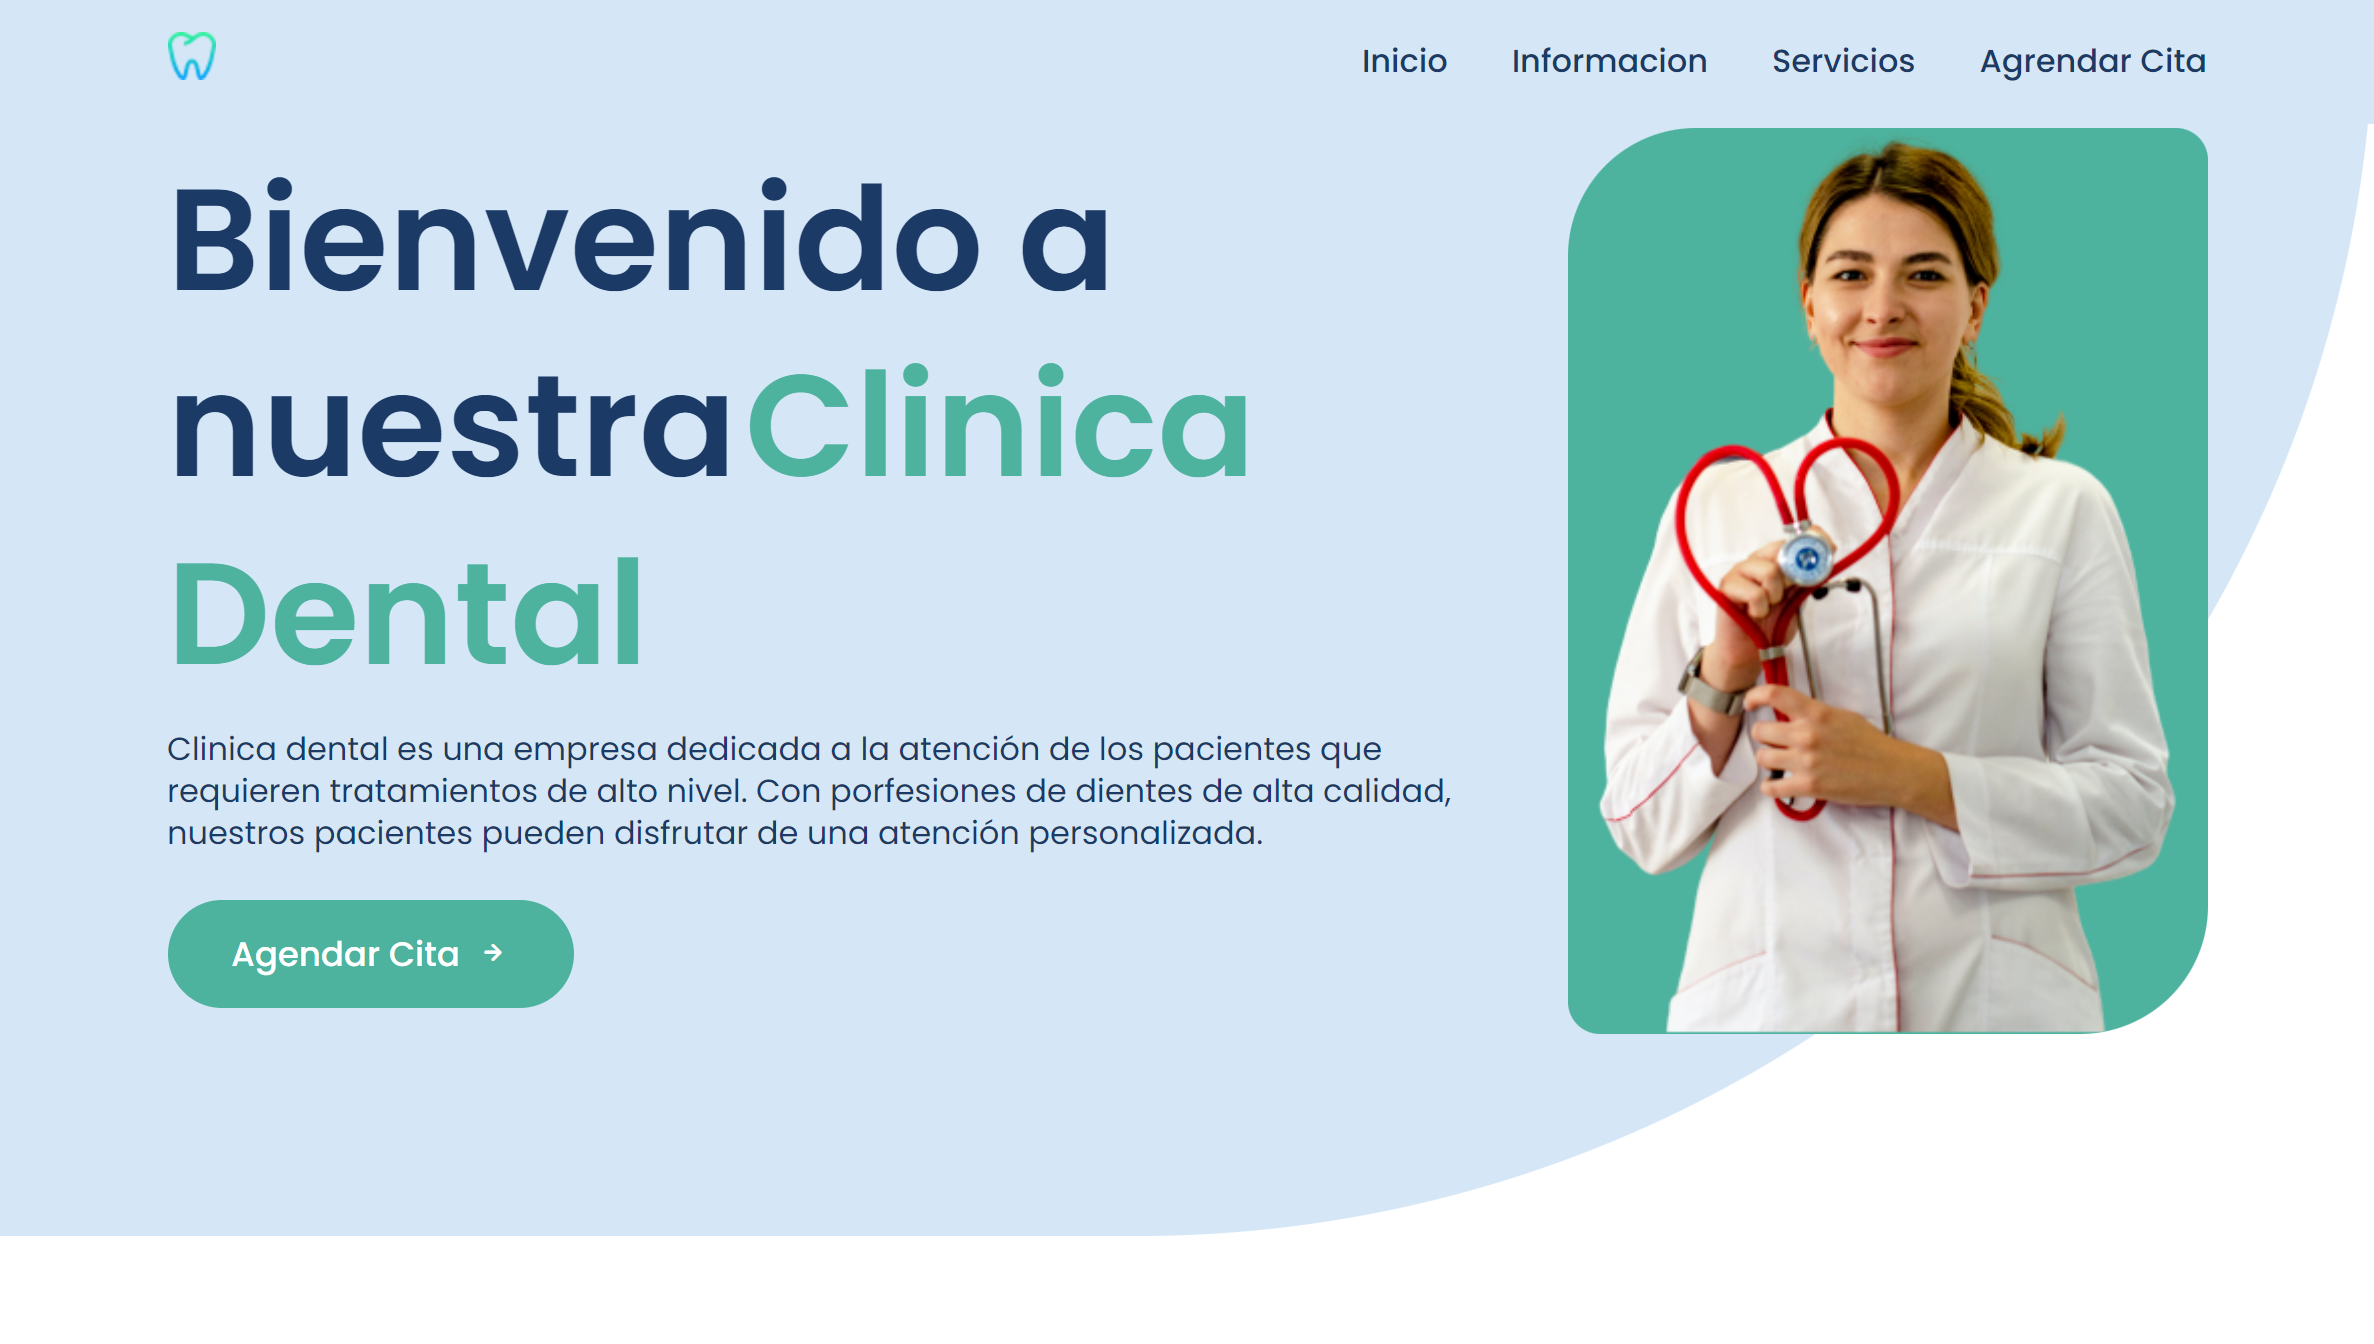 Inicio Informacion Servicios Agrendar Cita
Bienvenido a
nuestra Clinica
Dental
Clinica dental es una empresa dedicada a la atención de los pacientes que
requieren tratamientos de alto nivel. Con porfesiones de dientes de alta calidad,
nuestros pacientes pueden disfrutar de una atención personalizada.
Agendar Cita →